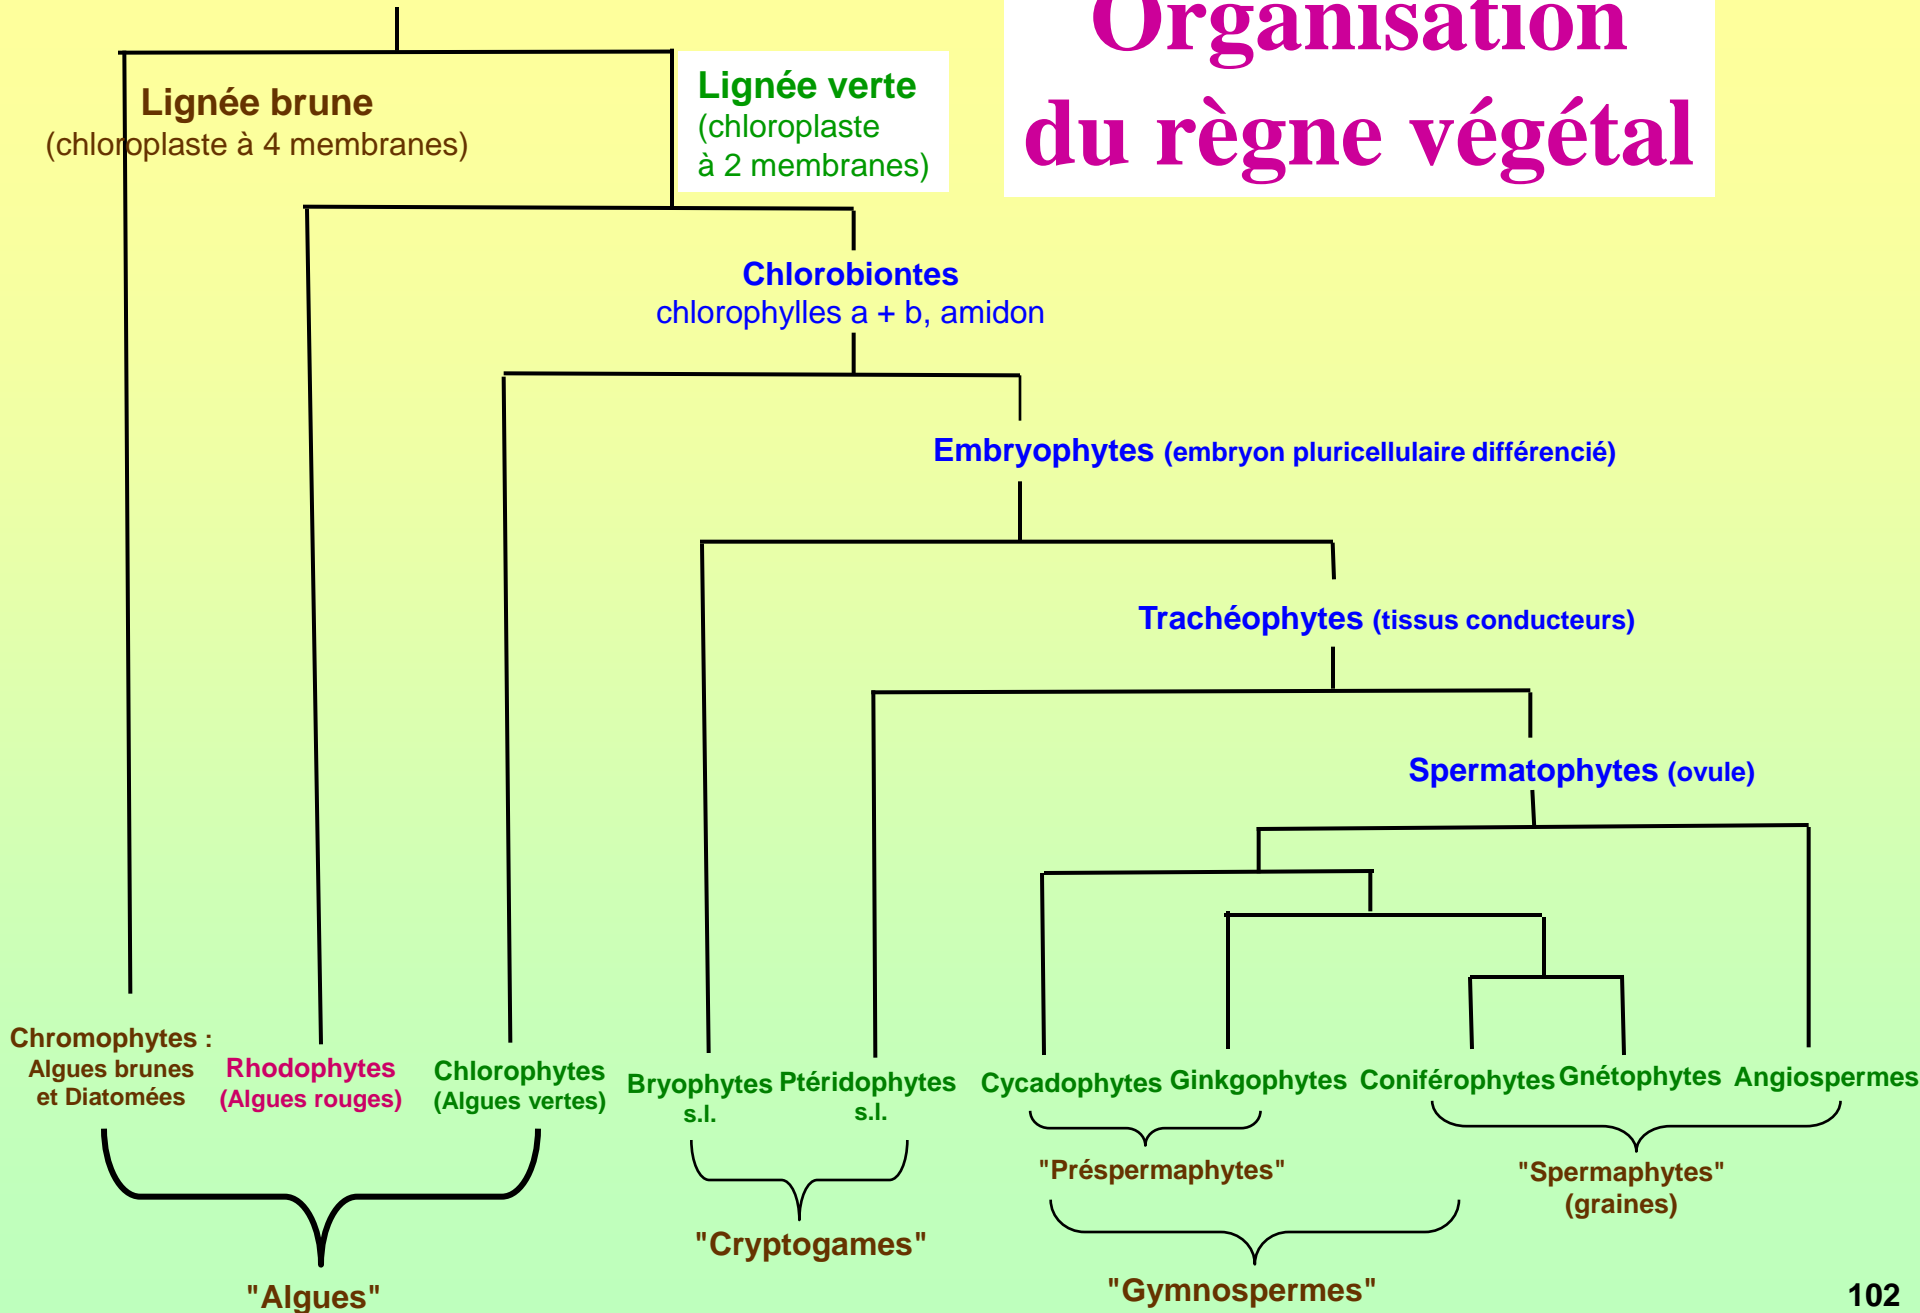 Organisation
du règne végétal
Lignée brune
(chloroplaste à 4 membranes)
Lignée verte
(chloroplaste
à 2 membranes)
Chlorobiontes
chlorophylles a + b, amidon
Embryophytes (embryon pluricellulaire différencié)
Trachéophytes (tissus conducteurs)
Spermatophytes (ovule)
Chromophytes :
Algues brunes
et Diatomées
Rhodophytes
(Algues rouges)
Chlorophytes
(Algues vertes)
Bryophytes
s.l.
Ptéridophytes
s.l.
Cycadophytes
Ginkgophytes
Coniférophytes
Gnétophytes
Angiospermes
"Préspermaphytes"
"Spermaphytes"
(graines)
"Cryptogames"
"Gymnospermes"
"Algues"
102